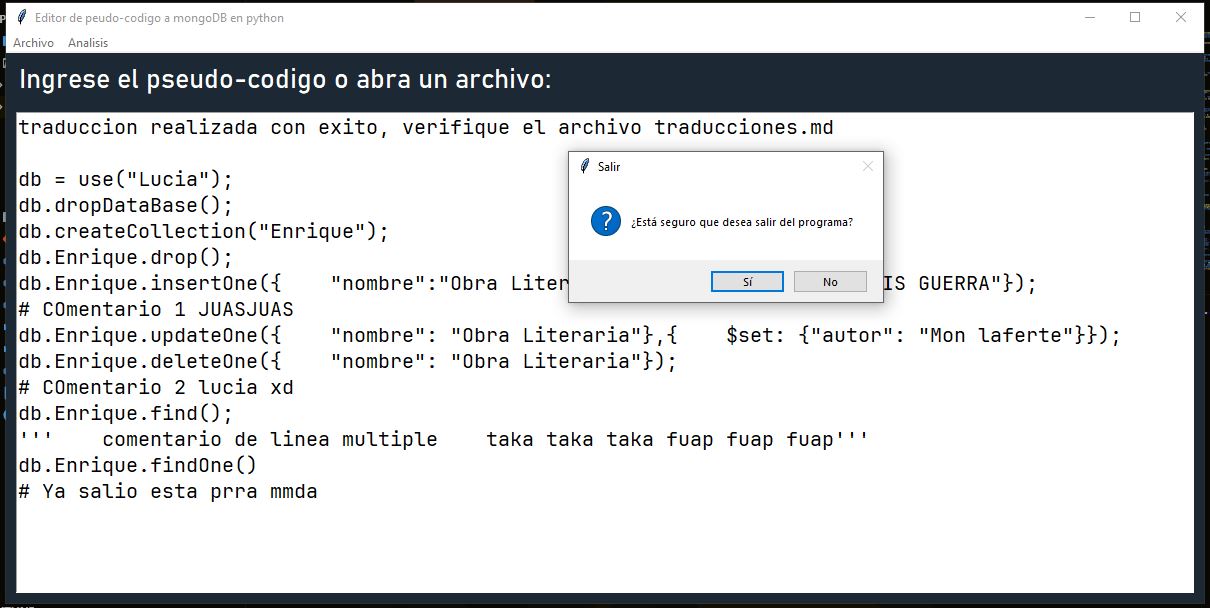 Editor de peudo-codigo a mongoDB en python
Archivo Analisis
Ingrese el pseudo-codigo o abra un archivo:
traduccion realizada con exito, verifique el archivo traducciones.md
db = use("Lucia");
db.dropDataBase();
db.createCollection("Enrique");
db.Enrique.drop();
db.Enrique.insertOne({    "nombre":"Obra Liter IS GUERRA"});
# COmentario 1 JUASJUAS
db.Enrique.updateOne({    "nombre": "Obra Literaria"},{    $set: {"autor": "Mon laferte"}});
db.Enrique.deleteOne({    "nombre": "Obra Literaria"});
# COmentario 2 lucia xd
db.Enrique.find();
'''    comentario de linea multiple    taka taka taka fuap fuap fuap'''
db.Enrique.findOne()
# Ya salio esta prra mmda
Salir
¿Está seguro que desea salir del programa?
Sí No